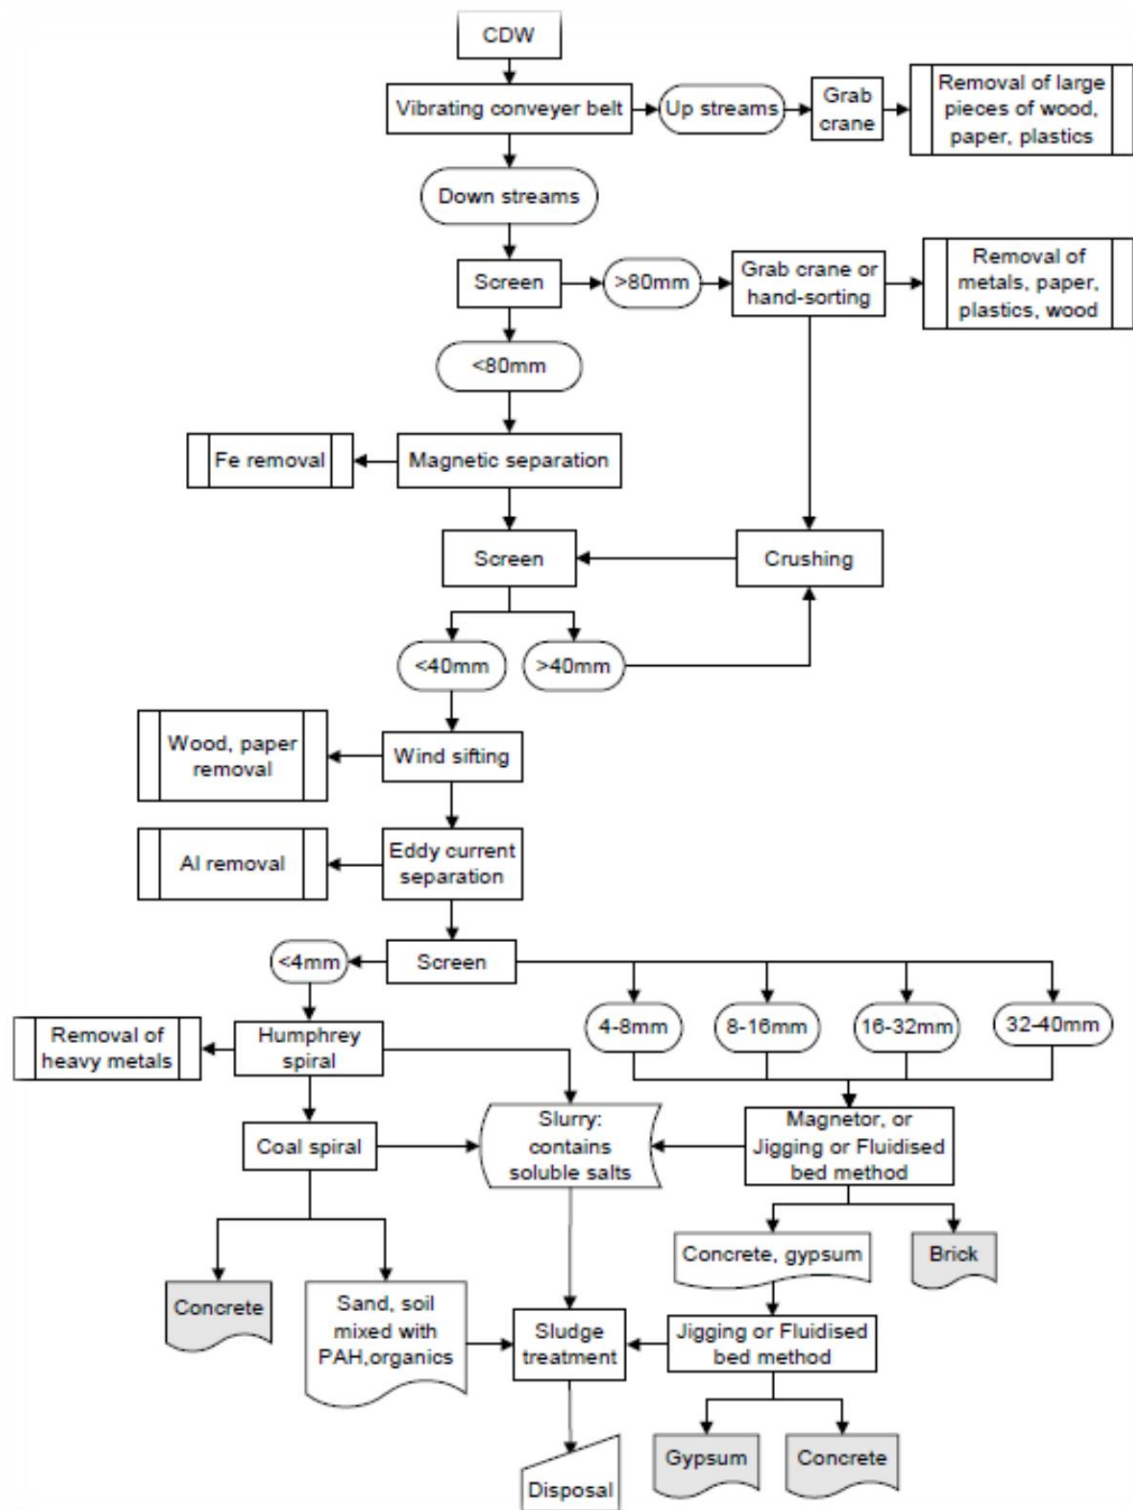 CDW
Vibrating conveyer belt
Up streams
Grab
crane
Removal of large
pieces of wood,
paper, plastics
Down streams
Screen
>80mm
Grab crane or
hand-sorting
Removal of
metals, paper,
plastics, wood
<80mm
Fe removal
Magnetic separation
Screen
Crushing
<40mm
>40mm
Wood, paper
removal
Wind sifting
Al removal
Eddy current
separation
<4mm
Screen
4-8mm
8-16mm
16-32mm
32-40mm
Removal of
heavy metals
Humphrey
spiral
Coal spiral
Slurry:
contains
soluble salts
Magnetor, or
Jigging or Fluidised
bed method
Concrete, gypsum
Brick
Concrete
Sand, soil
mixed with
PAH,organics
Sludge
treatment
Jigging or Fluidised
bed method
Gypsum
Concrete
Disposal